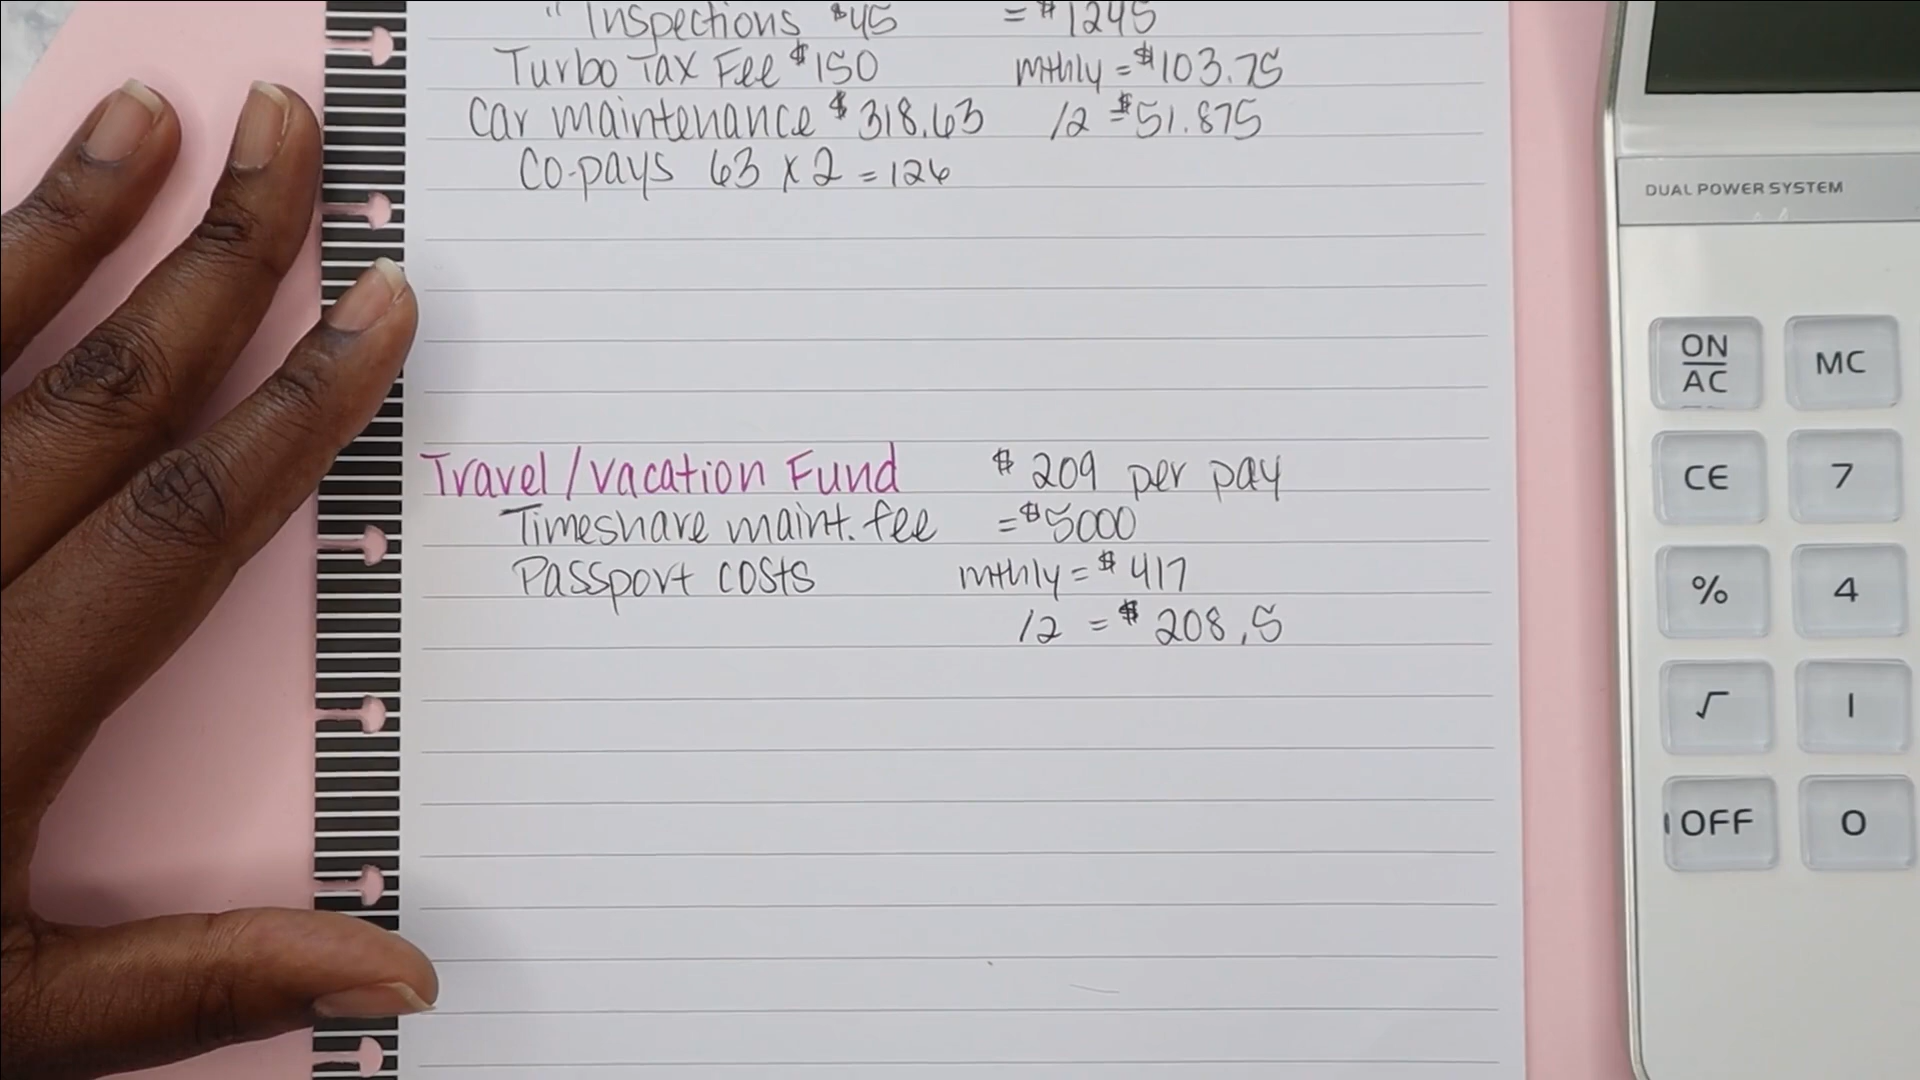 " Inspections $45 = $1245
Turbo Tax Fee $150 mthly = $103.75
Car maintenance $318.63 /2 = $51.875
Co-pays 63 x 2 = 126
Travel/Vacation Fund $209 per pay
Timeshare maint. fee = $5000
Passport costs mthly = $417
/2 = $208.5
DUAL POWER SYSTEM
ON
AC
MC
CE
7
%
4
√
1
OFF
0